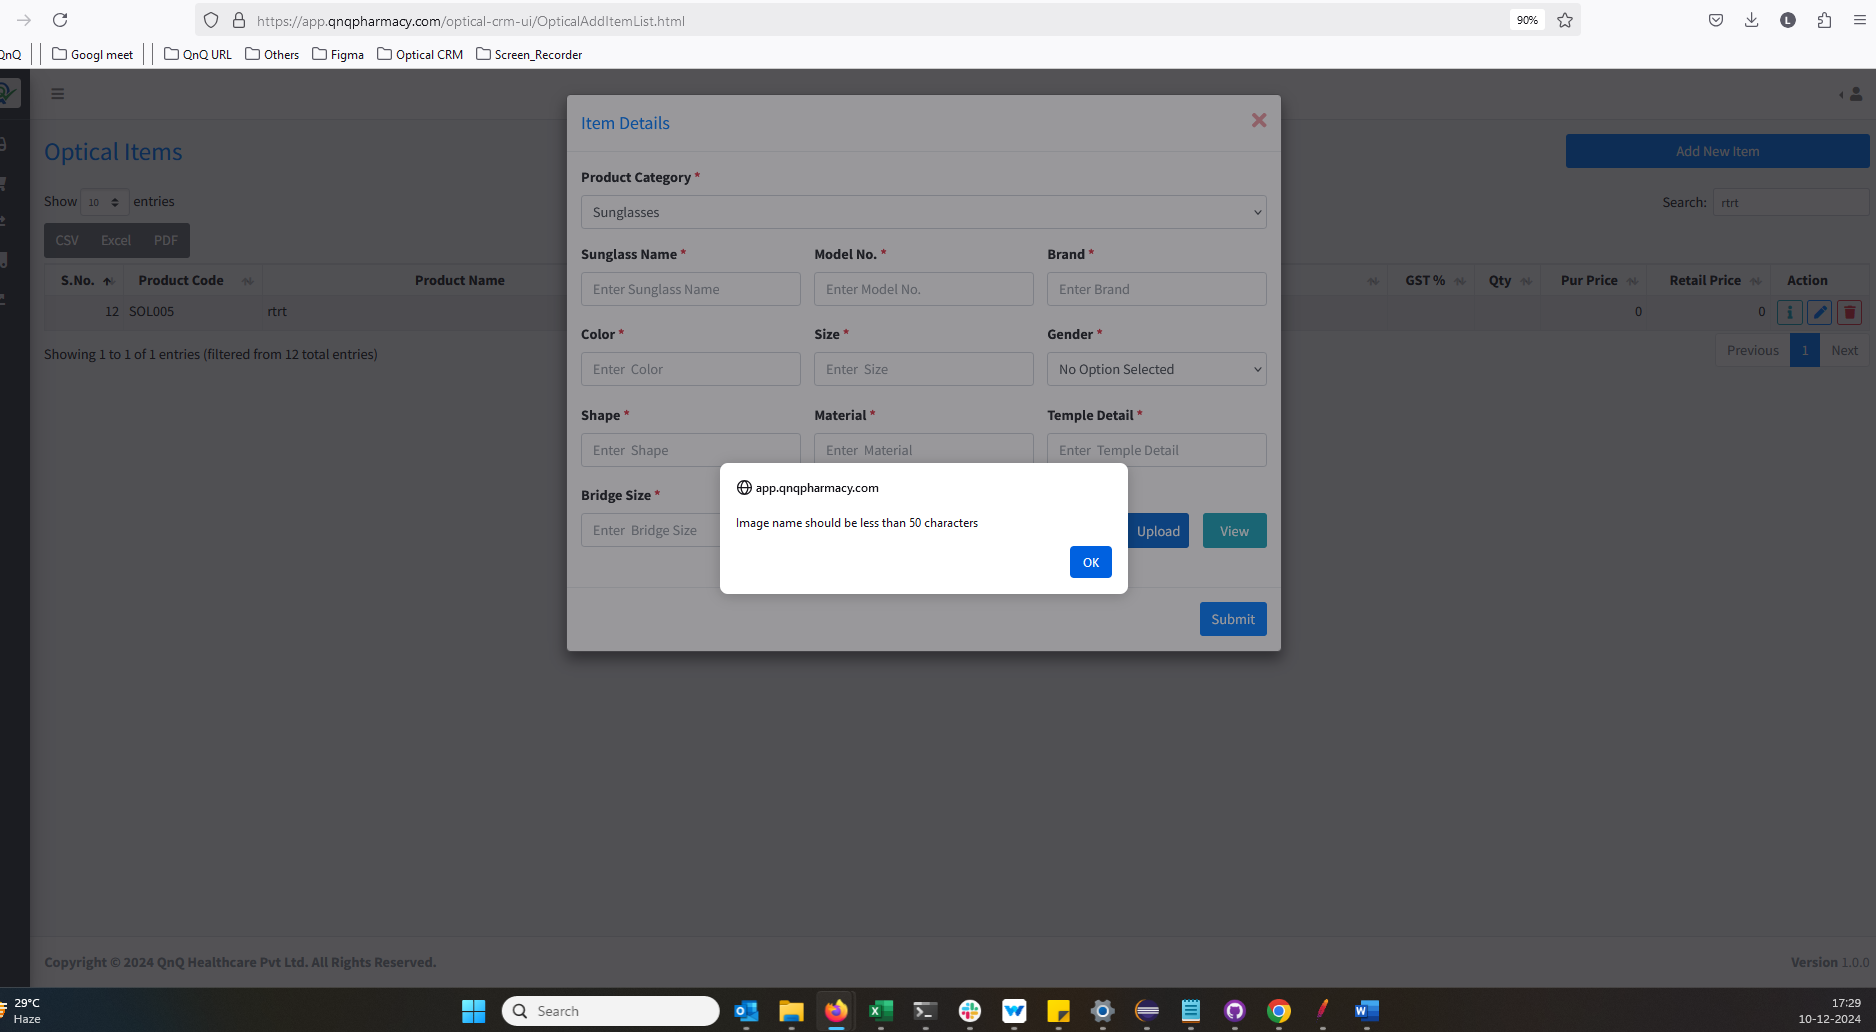 https://app.qnqpharmacy.com/optical-crm-ui/OpticalAddItemList.html
90%
L
QnQ
Googl meet
QnQ URL
Others
Figma
Optical CRM
Screen_Recorder
Item Details
Optical Items
Add New Item
Product Category *
Sunglasses
Show 10 entries
Search: rtrt
CSV Excel PDF
Sunglass Name * Model No. * Brand *
Enter Sunglass Name Enter Model No. Enter Brand
S.No. Product Code Product Name GST % Qty Pur Price Retail Price Action
12 SOL005 rtrt 0 0
Color * Size * Gender *
Enter Color Enter Size No Option Selected
Showing 1 to 1 of 1 entries (filtered from 12 total entries)
Previous 1 Next
Shape * Material * Temple Detail *
Enter Shape Enter Material Enter Temple Detail
Bridge Size *
Enter Bridge Size
app.qnqpharmacy.com
Image name should be less than 50 characters
OK
Upload View
Submit
Copyright © 2024 QnQ Healthcare Pvt Ltd. All Rights Reserved.
Version 1.0.0
29°C
Haze
Search
17:29
10-12-2024